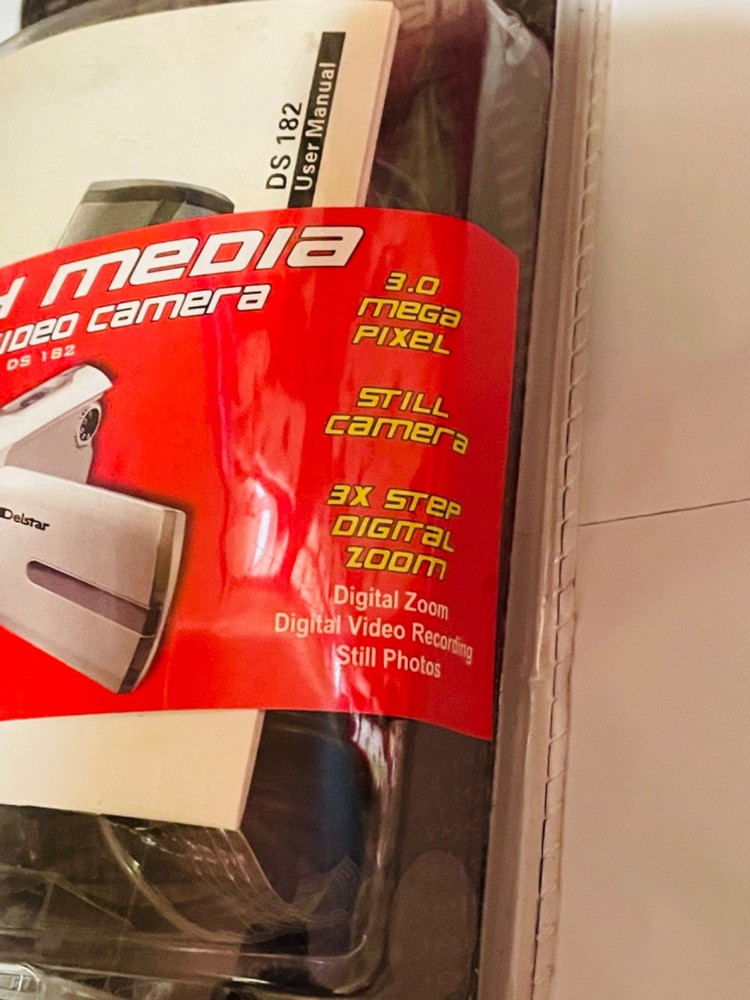 DS 182
User Manual
MEDIA
VIDEO CAMERA
DS 182
Delstar
3.0
MEGA
PIXEL
STILL
CAMERA
3X STEP
DIGITAL
ZOOM
Digital Zoom
Digital Video Recording
Still Photos